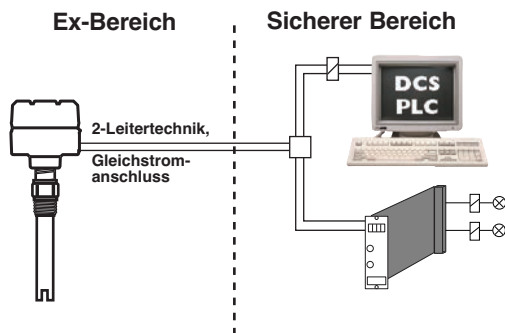 Ex-Bereich
Sicherer Bereich
2-Leitertechnik,
Gleichstrom-
anschluss
DCS
PLC